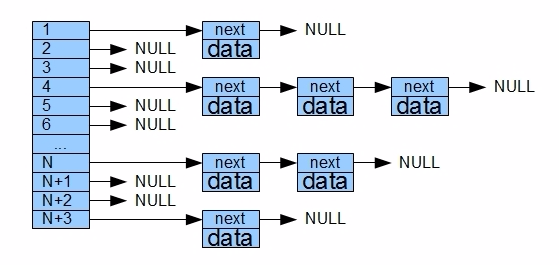 1 next NULL
data
2 NULL
3 NULL
4 next next next NULL
data data data
5 NULL
6 NULL
...
N next next NULL
data data
N+1 NULL
N+2 NULL
N+3 next NULL
data